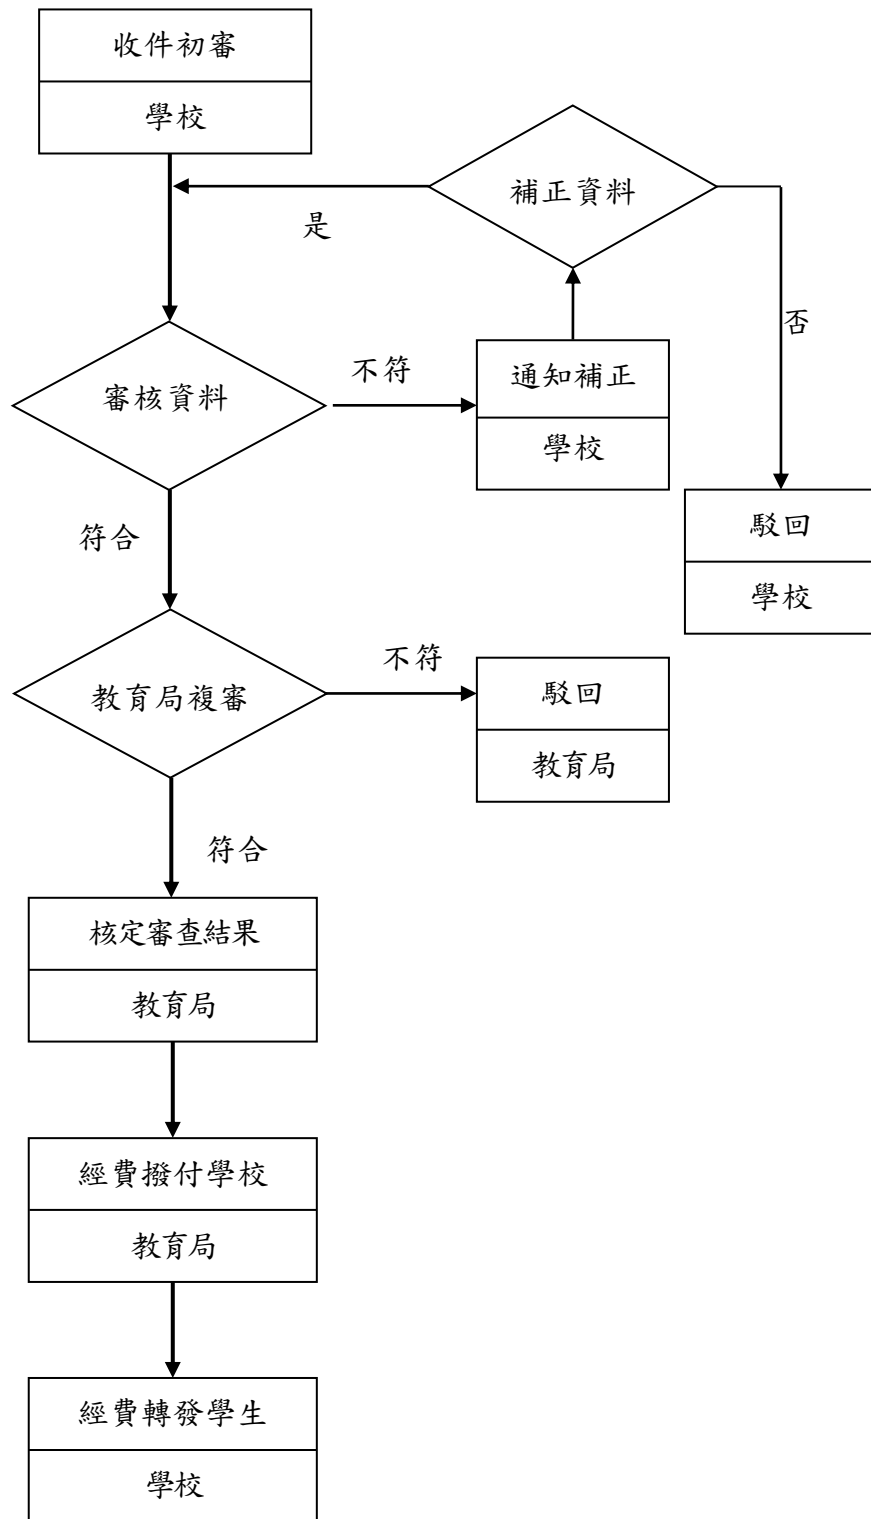 收件初審
學校
補正資料
是
否
審核資料
不符
通知補正
學校
符合
駁回
學校
教育局複審
不符
駁回
教育局
符合
核定審查結果
教育局
經費撥付學校
教育局
經費轉發學生
學校